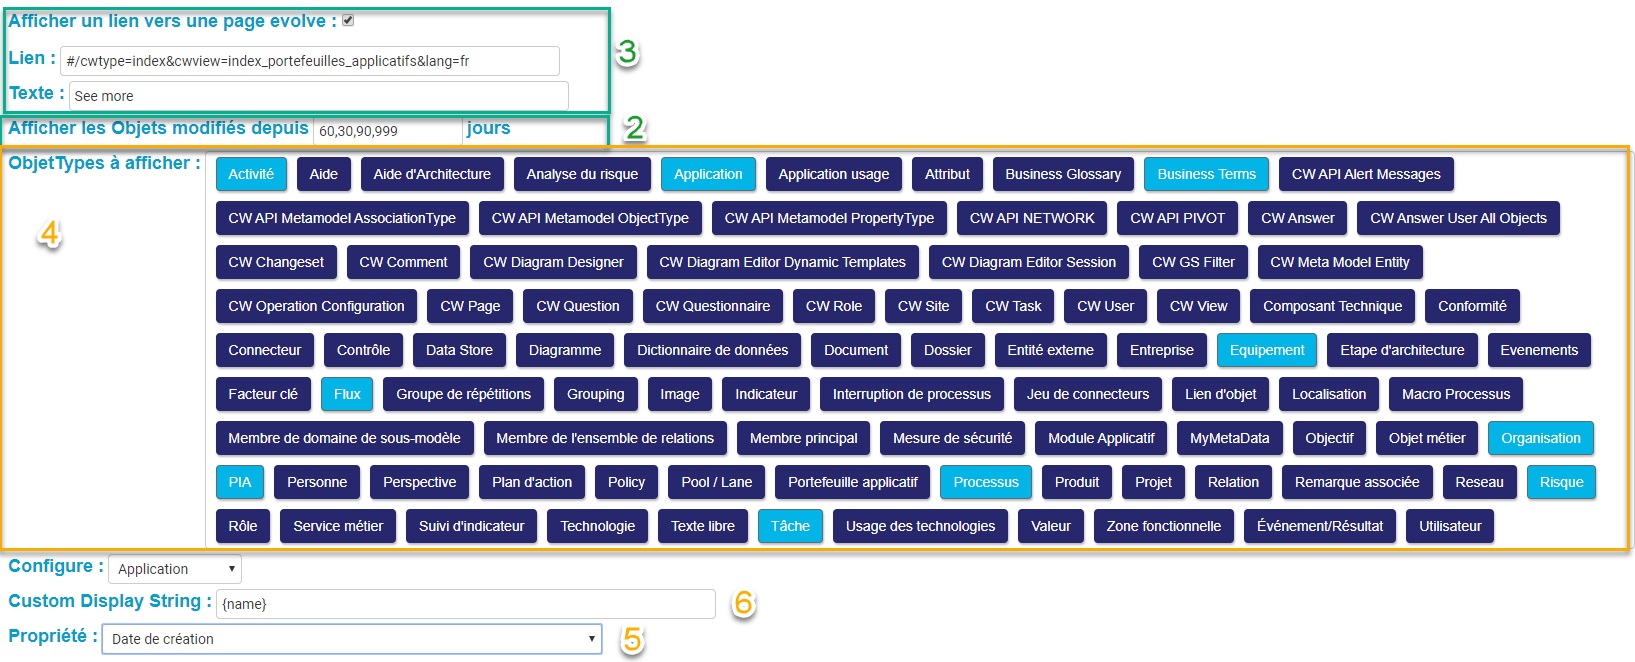 Afficher un lien vers une page evolve :
Lien : #/cwtype=index&cwview=index_portefeuilles_applicatifs&lang=fr
3
Texte : See more
Afficher les Objets modifiés depuis 60,30,90,999 jours
2
ObjetTypes à afficher : Activité Aide Aide d'Architecture Analyse du risque Application Application usage Attribut Business Glossary Business Terms CW API Alert Messages
CW API Metamodel AssociationType CW API Metamodel ObjectType CW API Metamodel PropertyType CW API NETWORK CW API PIVOT CW Answer CW Answer User All Objects
4
CW Changeset CW Comment CW Diagram Designer CW Diagram Editor Dynamic Templates CW Diagram Editor Session CW GS Filter CW Meta Model Entity
CW Operation Configuration CW Page CW Question CW Questionnaire CW Role CW Site CW Task CW User CW View Composant Technique Conformité
Connecteur Contrôle Data Store Diagramme Dictionnaire de données Document Dossier Entité externe Entreprise Equipement Etape d'architecture Evenements
Facteur clé Flux Groupe de répétitions Grouping Image Indicateur Interruption de processus Jeu de connecteurs Lien d'objet Localisation Macro Processus
Membre de domaine de sous-modèle Membre de l'ensemble de relations Membre principal Mesure de sécurité Module Applicatif MyMetaData Objectif Objet métier Organisation
PIA Personne Perspective Plan d'action Policy Pool / Lane Portefeuille applicatif Processus Produit Projet Relation Remarque associée Reseau Risque
Rôle Service métier Suivi d'indicateur Technologie Texte libre Tâche Usage des technologies Valeur Zone fonctionnelle Événement/Résultat Utilisateur
Configure : Application
Custom Display String : {name}
6
Propriété : Date de création
5